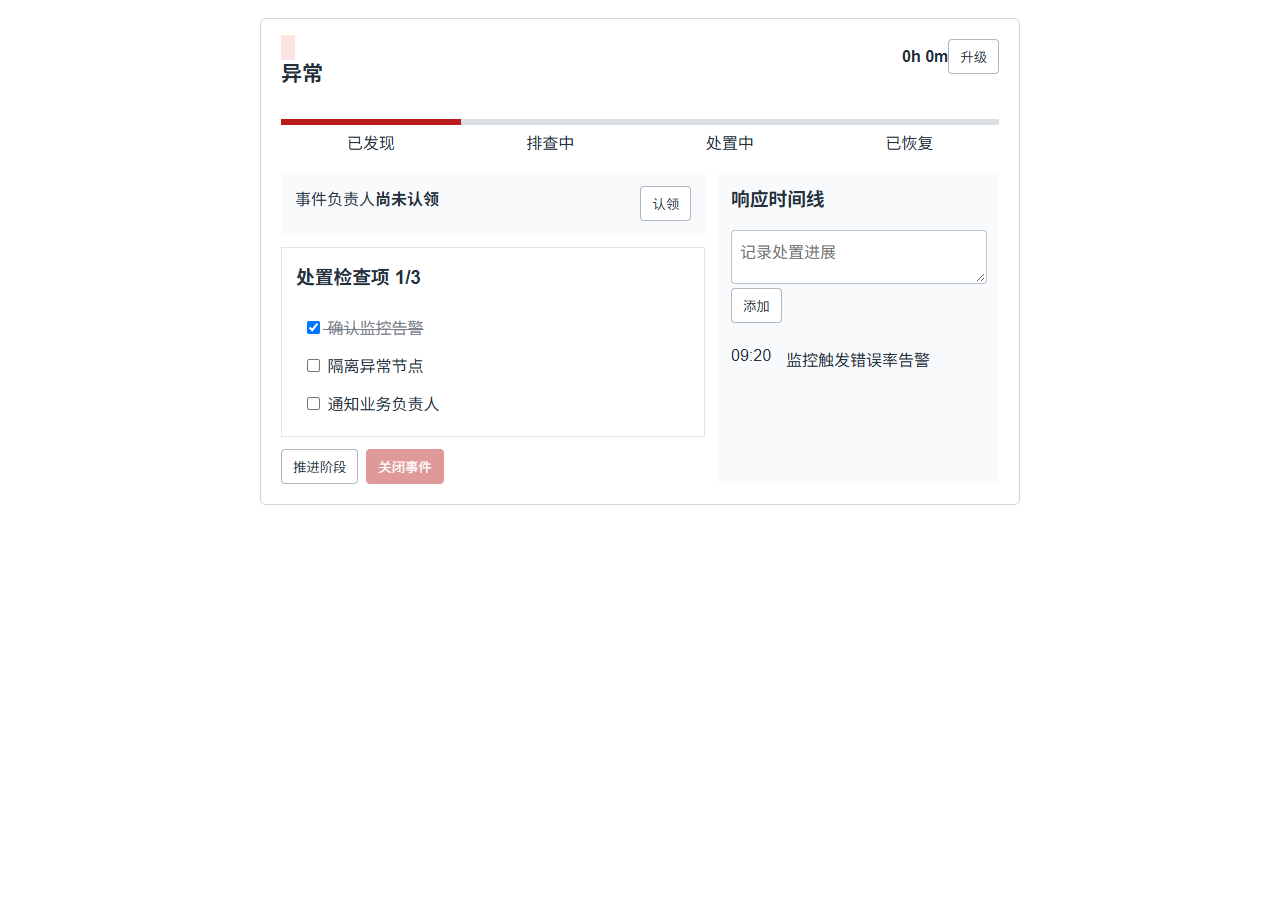 异常
0h 0m 升级
已发现 排查中 处置中 已恢复
事件负责人尚未认领 认领
处置检查项 1/3
确认监控告警
隔离异常节点
通知业务负责人
推进阶段 关闭事件
响应时间线
记录处置进展
添加
09:20 监控触发错误率告警